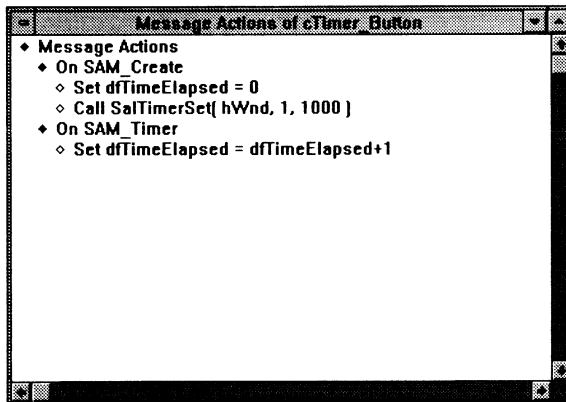 Message Actions of cTimer_Button
Message Actions
On SAM_Create
Set dfTimeElapsed = 0
Call SalTimerSet( hWnd, 1, 1000 )
On SAM_Timer
Set dfTimeElapsed = dfTimeElapsed+1